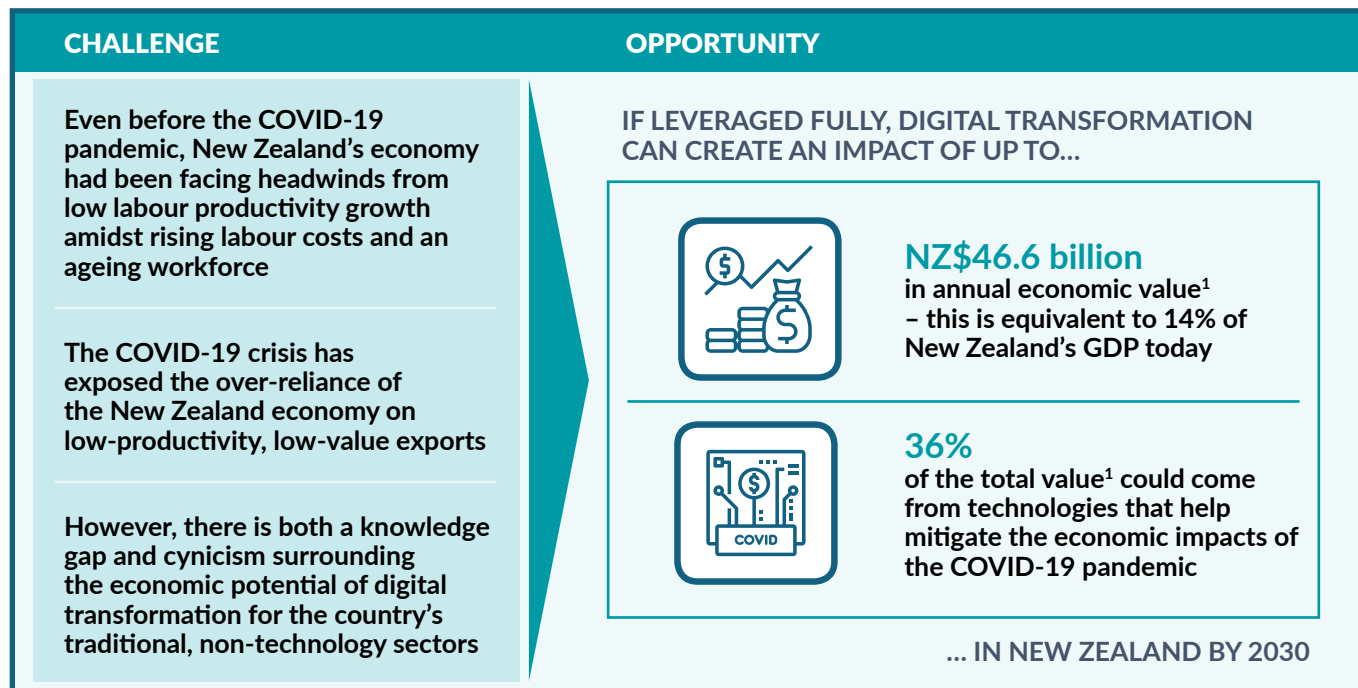 CHALLENGE
Even before the COVID-19
pandemic, New Zealand's economy
had been facing headwinds from
low labour productivity growth
amidst rising labour costs and an
ageing workforce
The COVID-19 crisis has
exposed the over-reliance of
the New Zealand economy on
low-productivity, low-value exports
However, there is both a knowledge
gap and cynicism surrounding
the economic potential of digital
transformation for the country's
traditional, non-technology sectors
OPPORTUNITY
IF LEVERAGED FULLY, DIGITAL TRANSFORMATION
CAN CREATE AN IMPACT OF UP TO...
$
$
NZ$46.6 billion
in annual economic value¹
– this is equivalent to 14% of
New Zealand's GDP today
$
COVID
36%
of the total value¹ could come
from technologies that help
mitigate the economic impacts of
the COVID-19 pandemic
... IN NEW ZEALAND BY 2030